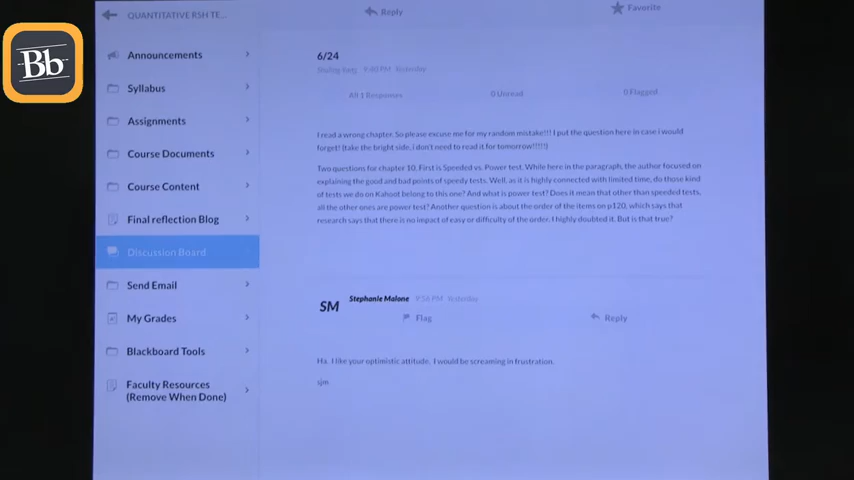 QUANTITATIVE RSH TE...
Reply
Favorite
Bb
Announcements
Syllabus
Assignments
Course Documents
Course Content
Final reflection Blog
Discussion Board
Send Email
My Grades
Blackboard Tools
Faculty Resources
(Remove When Done)
6/24
9:40 PM Yesterday
All 1 Responses
0 Unread
0 Flagged
I read a wrong chapter. So please excuse me for my random mistake!!! I put the question here in case i would
forget! (take the bright side, i don't need to read it for tomorrow!!!!!)
Two questions for chapter 10. First is Speeded vs. Power test. While here in the paragraph, the author focused on
explaining the good and bad points of speedy tests. Well, as it is highly connected with limited time, do those kind
of tests we do on Kahoot belong to this one? And what is power test? Does it mean that other than speeded tests,
all the other ones are power test? Another question is about the order of the items on p120, which says that
research says that there is no impact of easy or difficulty of the order. I highly doubted it. But is that true?
SM
Stephanie Malone 9:56 PM Yesterday
Flag
Reply
Ha. I like your optimistic attitude. I would be screaming in frustration.
sjm